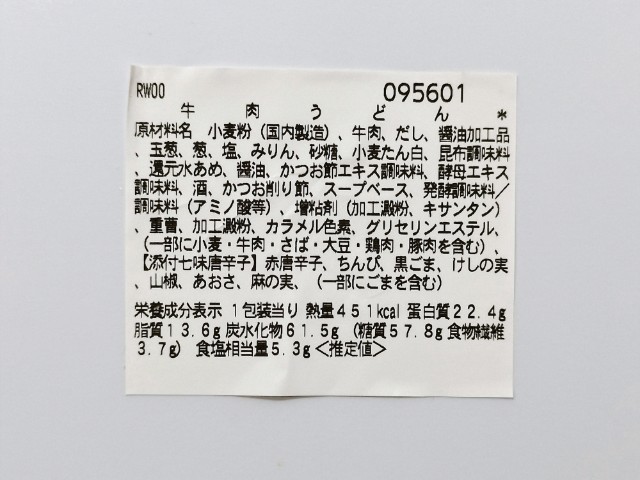 RW00 095601
牛肉うどん *
原材料名 小麦粉(国内製造)、牛肉、だし、醤油加工品
、玉葱、葱、塩、みりん、砂糖、小麦たん白、昆布調味料
、還元水あめ、醤油、かつお節エキス調味料、酵母エキス
調味料、酒、かつお削り節、スープベース、発酵調味料/
調味料(アミノ酸等)、増粘剤(加工澱粉、キサンタン)
、重曹、加工澱粉、カラメル色素、グリセリンエステル、
(一部に小麦・牛肉・さば・大豆・鶏肉・豚肉を含む)、
【添付七味唐辛子】赤唐辛子、ちんぴ、黒ごま、けしの実
、山椒、あおさ、麻の実、(一部にごまを含む)
栄養成分表示 1包装当り 熱量451kcal 蛋白質22.4g
脂質13.6g 炭水化物61.5g (糖質57.8g 食物繊維
3.7g) 食塩相当量5.3g<推定値>